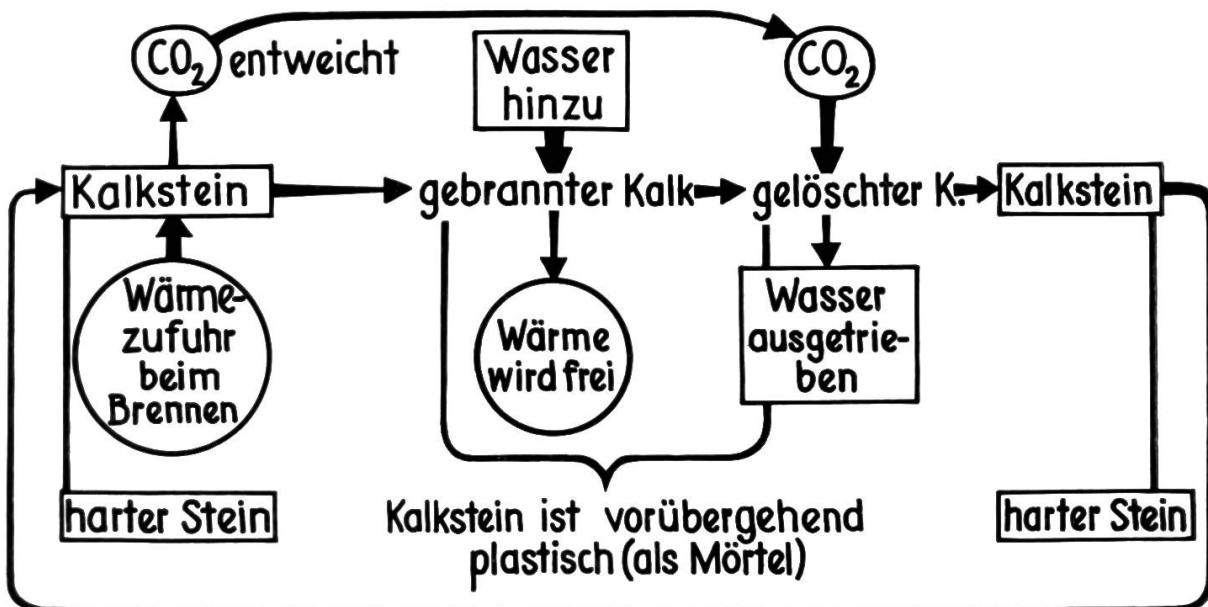 CO₂ entweicht
Wasser
hinzu
CO₂
Kalkstein
gebrannter Kalk
gelöschter K.
Kalkstein
Wärme-
zufuhr
beim
Brennen
Wärme
wird frei
Wasser
ausgetrie-
ben
harter Stein
Kalkstein ist vorübergehend
plastisch (als Mörtel)
harter Stein